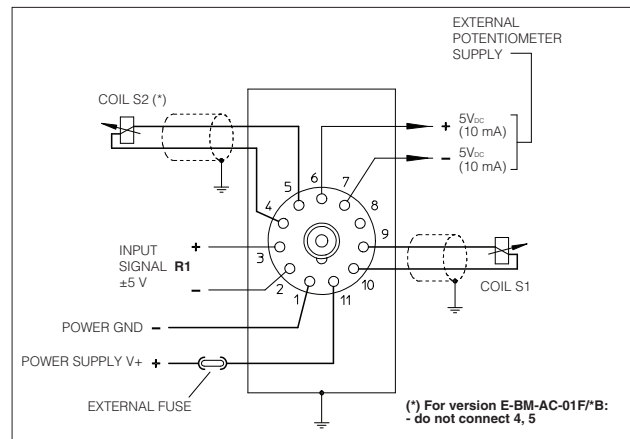 EXTERNAL
POTENTIOMETER
SUPPLY
COIL S2 (*)
+ 5VDC
(10 mA)
– 5VDC
(10 mA)
6
5 7
4 8
3 9
2 10
1 11
INPUT
SIGNAL R1
±5 V
+
–
COIL S1
POWER GND –
POWER SUPPLY V+ +
EXTERNAL FUSE
(*) For version E-BM-AC-01F/*B:
- do not connect 4, 5